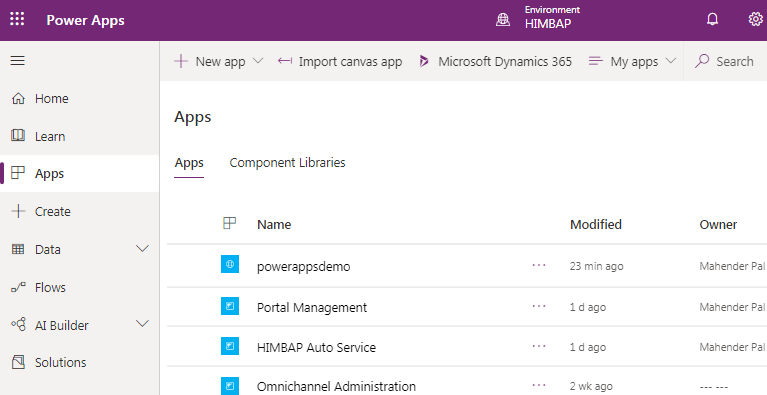 Power Apps
Environment
HIMBAP
New app
Import canvas app
Microsoft Dynamics 365
My apps
Search
Home
Learn
Apps
Create
Data
Flows
AI Builder
Solutions
Apps
Apps Component Libraries
Name Modified Owner
powerappsdemo ... 23 min ago Mahender Pal
Portal Management ... 1 d ago Mahender Pal
HIMBAP Auto Service ... 1 d ago Mahender Pal
Omnichannel Administration ... 2 wk ago --- ---